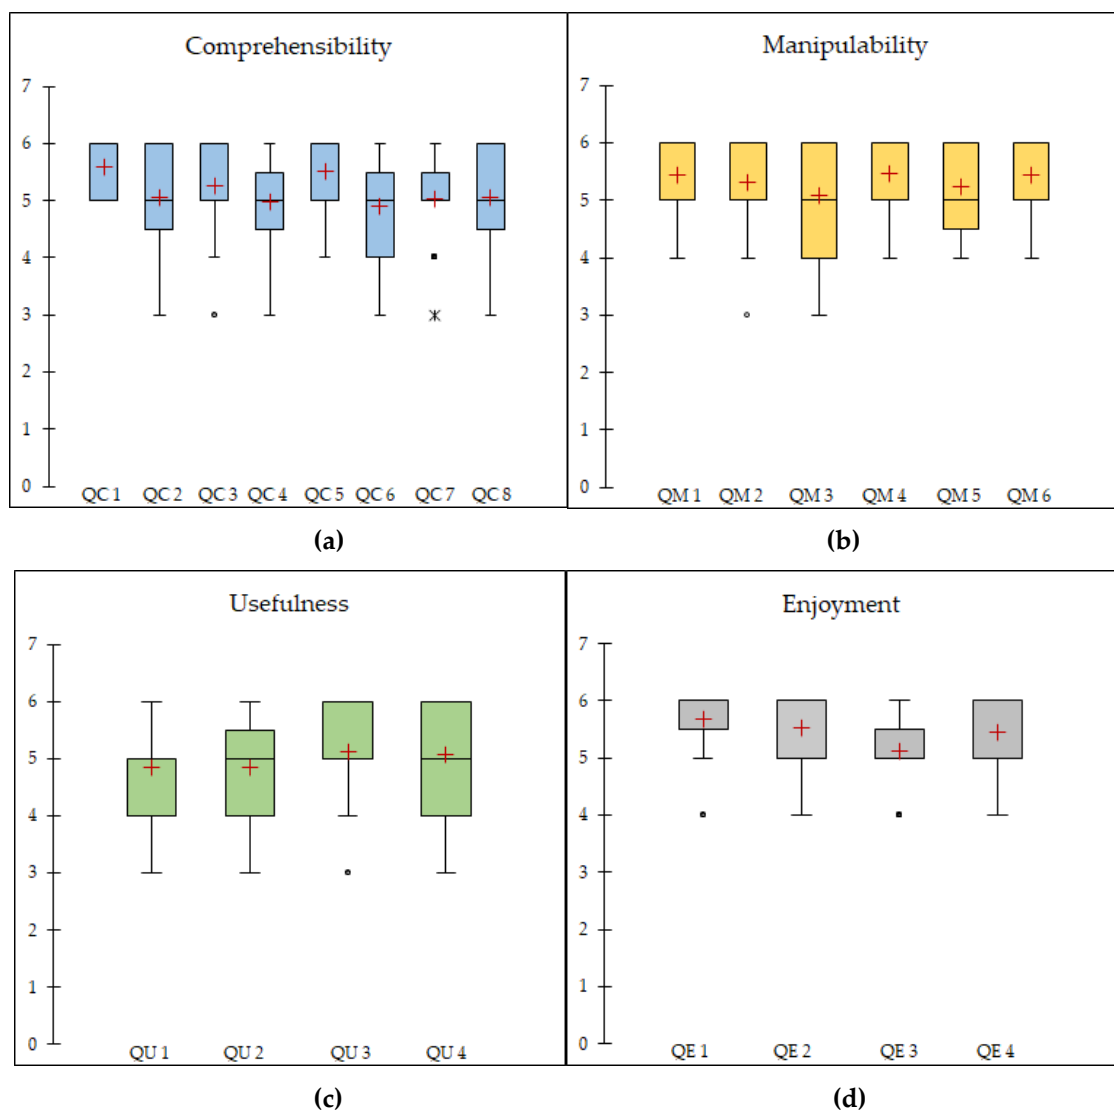 Comprehensibility
7
6
5
4
3
2
1
0
QC 1 QC 2 QC 3 QC 4 QC 5 QC 6 QC 7 QC 8
(a)
Manipulability
7
6
5
4
3
2
1
0
QM 1 QM 2 QM 3 QM 4 QM 5 QM 6
(b)
Usefulness
7
6
5
4
3
2
1
0
QU 1 QU 2 QU 3 QU 4
(c)
Enjoyment
7
6
5
4
3
2
1
0
QE 1 QE 2 QE 3 QE 4
(d)